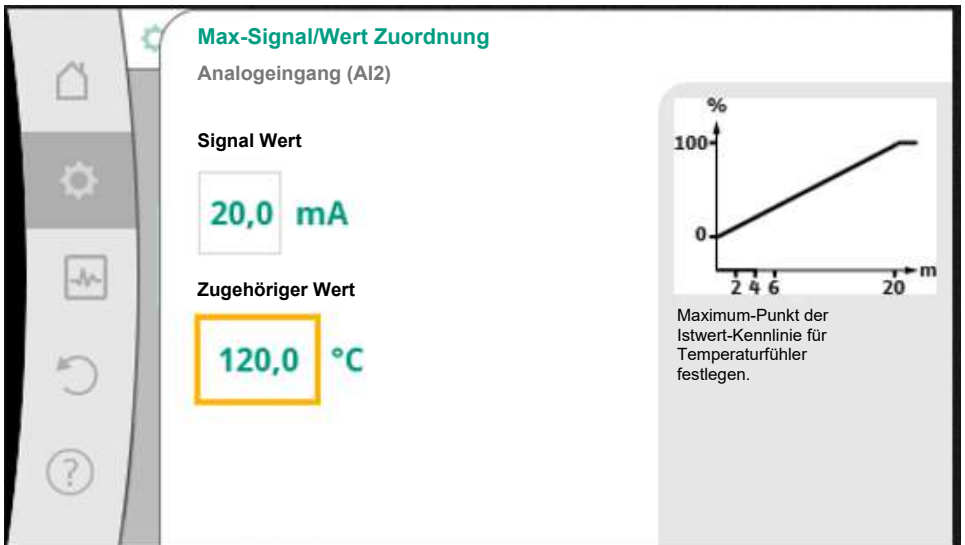 Max-Signal/Wert Zuordnung
Analogeingang (AI2)
Signal Wert
20,0 mA
Zugehöriger Wert
120,0 °C
%
100
0
2 4 6 20
m
Maximum-Punkt der
Istwert-Kennlinie für
Temperaturfühler
festlegen.
?